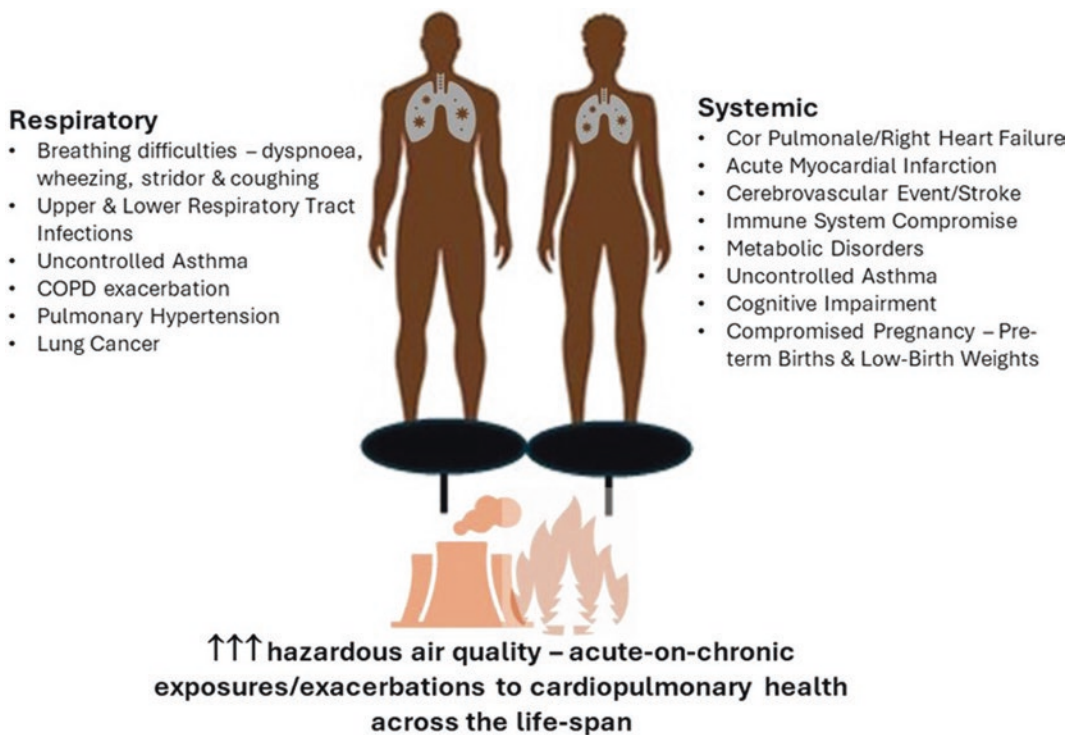 Respiratory
• Breathing difficulties – dyspnoea,
wheezing, stridor & coughing
• Upper & Lower Respiratory Tract
Infections
• Uncontrolled Asthma
• COPD exacerbation
• Pulmonary Hypertension
• Lung Cancer
Systemic
• Cor Pulmonale/Right Heart Failure
• Acute Myocardial Infarction
• Cerebrovascular Event/Stroke
• Immune System Compromise
• Metabolic Disorders
• Uncontrolled Asthma
• Cognitive Impairment
• Compromised Pregnancy – Pre-
term Births & Low-Birth Weights
↑↑↑ hazardous air quality – acute-on-chronic
exposures/exacerbations to cardiopulmonary health
across the life-span